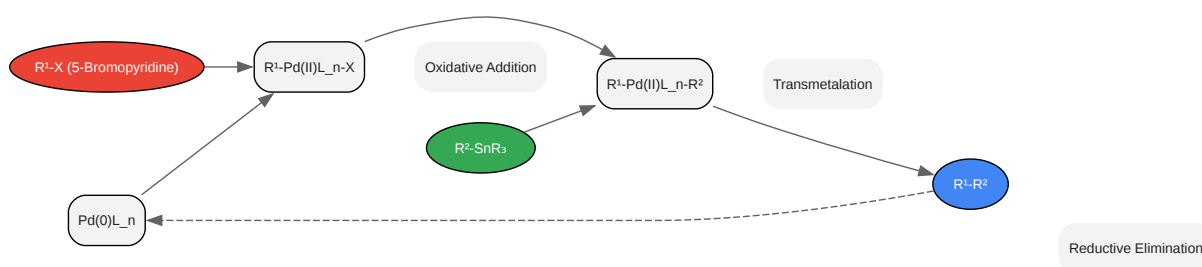 R¹-X (5-Bromopyridine)
R¹-Pd(II)L_n-X
Oxidative Addition
R¹-Pd(II)L_n-R²
Transmetalation
R²-SnR₃
R¹-R²
Pd(0)L_n
Reductive Elimination